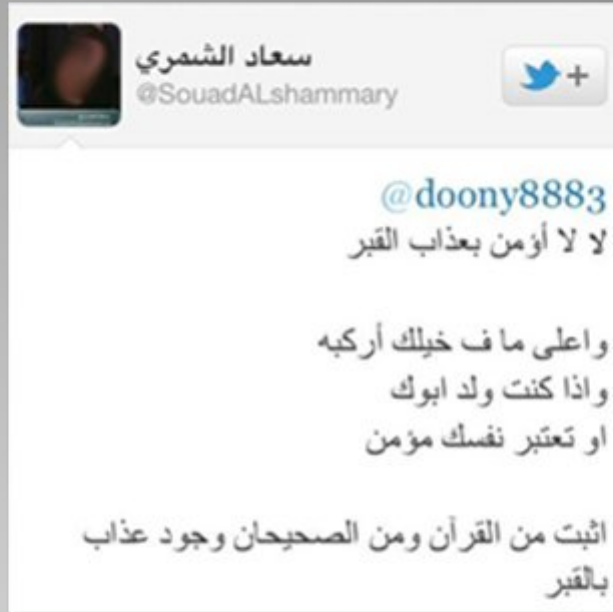 سعاد الشمري
@SouadALshammary
@doony8883
لا لا أؤمن بعذاب القبر
واعلى ما ف خيلك أركبه
واذا كنت ولد ابوك
او تعتبر نفسك مؤمن
اثبت من القرآن ومن الصحيحان وجود عذاب
بالقبر